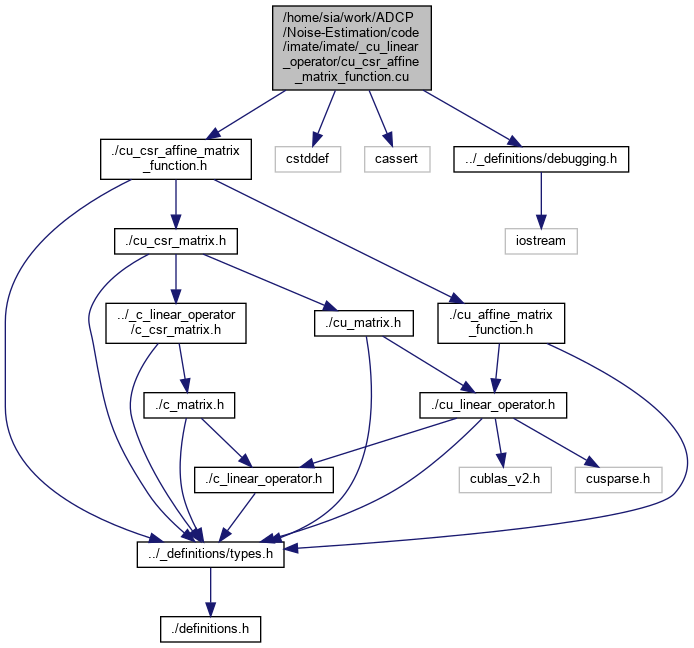 /home/sia/work/ADCP
/Noise-Estimation/code
/imate/imate/_cu_linear
_operator/cu_csr_affine
_matrix_function.cu
./cu_csr_affine_matrix
_function.h
cstddef
cassert
../_definitions/debugging.h
./cu_csr_matrix.h
iostream
../_c_linear_operator
/c_csr_matrix.h
./cu_matrix.h
./cu_affine_matrix
_function.h
./c_matrix.h
./cu_linear_operator.h
./c_linear_operator.h
cublas_v2.h
cusparse.h
../_definitions/types.h
./definitions.h